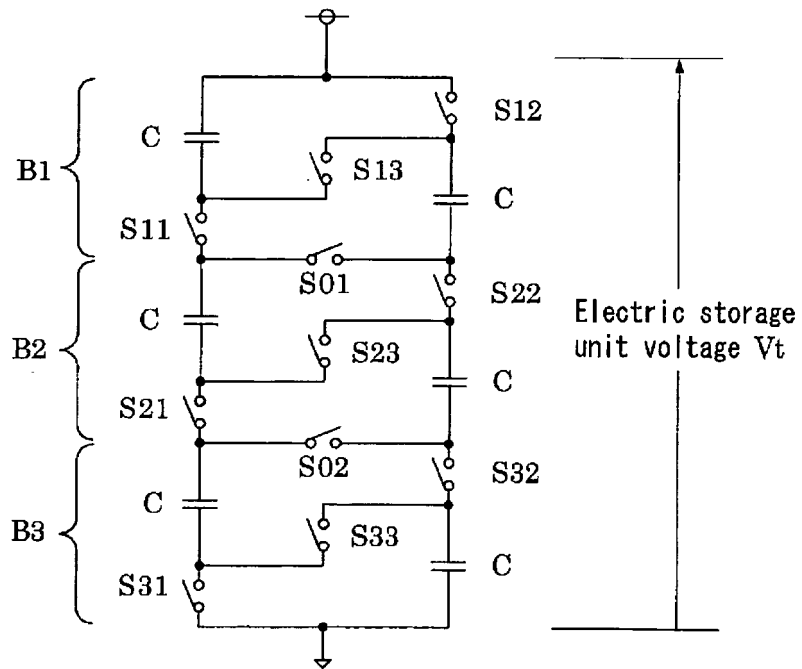 S12
C
B1
S13
C
S11
S01
S22
C
B2
S23
C
S21
S02
S32
C
B3
S33
C
S31
Electric storage
unit voltage Vt